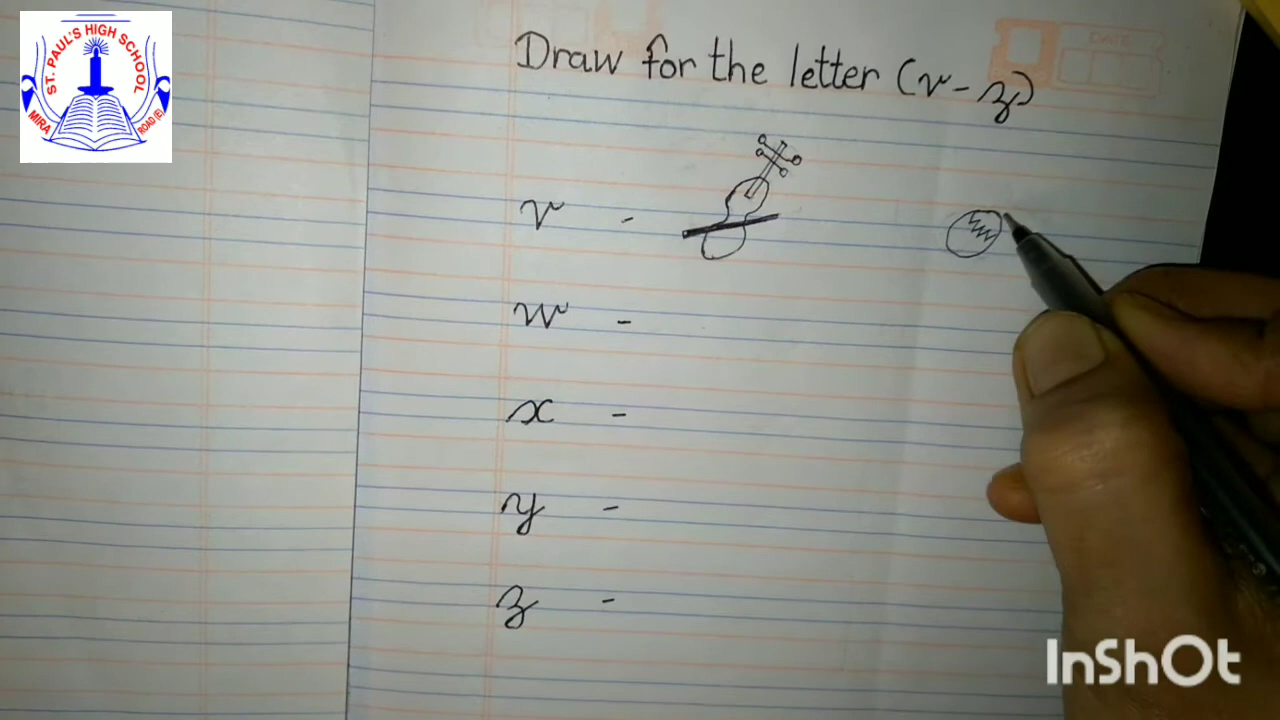 ST. PAUL'S HIGH SCHOOL
MIRA ROAD (E)
DATE
Draw for the letter (v - z)
v -
w -
x -
y -
z -
InShOt